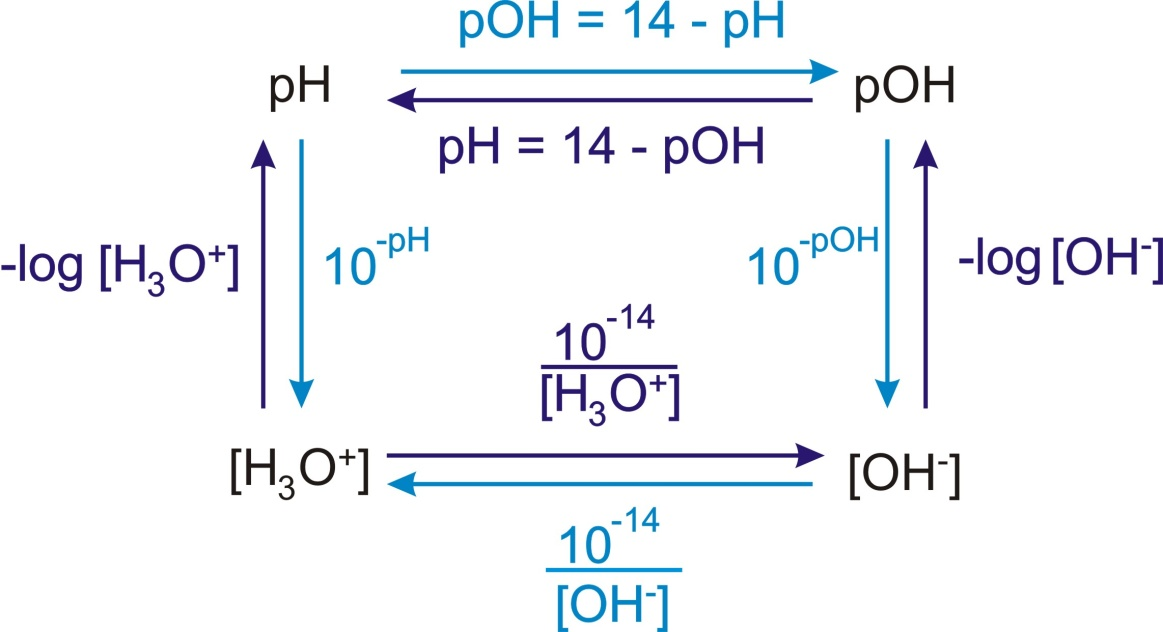 pOH = 14 - pH
pH
pOH
pH = 14 - pOH
-log [H₃O⁺]
10⁻ᵖᴴ
10⁻ᵖᴼᴴ
-log [OH⁻]
10⁻¹⁴
[H₃O⁺]
[H₃O⁺]
[OH⁻]
10⁻¹⁴
[OH⁻]